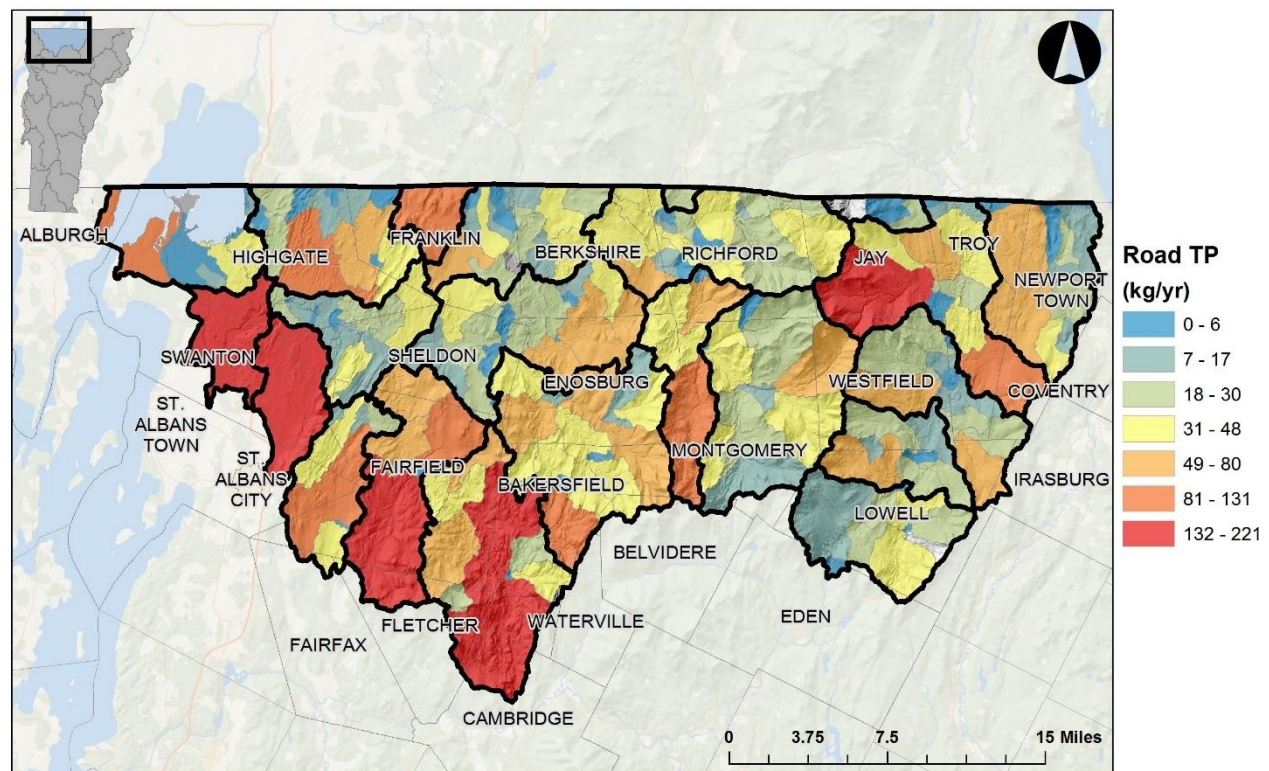 ALBURGH
HIGHGATE
FRANKLIN
BERKSHIRE
RICHFORD
JAY
TROY
NEWPORT
TOWN
SWANTON
SHELDON
ENOSBURG
WESTFIELD
COVENTRY
ST.
ALBANS
TOWN
ST.
ALBANS
CITY
FAIRFIELD
BAKERSFIELD
MONTGOMERY
IRASBURG
LOWELL
BELVIDERE
EDEN
FAIRFAX
FLETCHER
WATERVILLE
CAMBRIDGE
0 3.75 7.5 15 Miles
Road TP
(kg/yr)
0 - 6
7 - 17
18 - 30
31 - 48
49 - 80
81 - 131
132 - 221